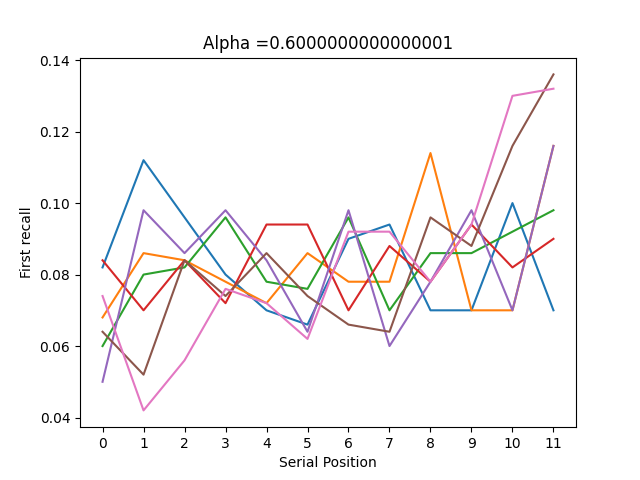 Alpha =0.6000000000000001
0.14
0.12
0.10
0.08
0.06
0.04
First recall
0 1 2 3 4 5 6 7 8 9 10 11
Serial Position